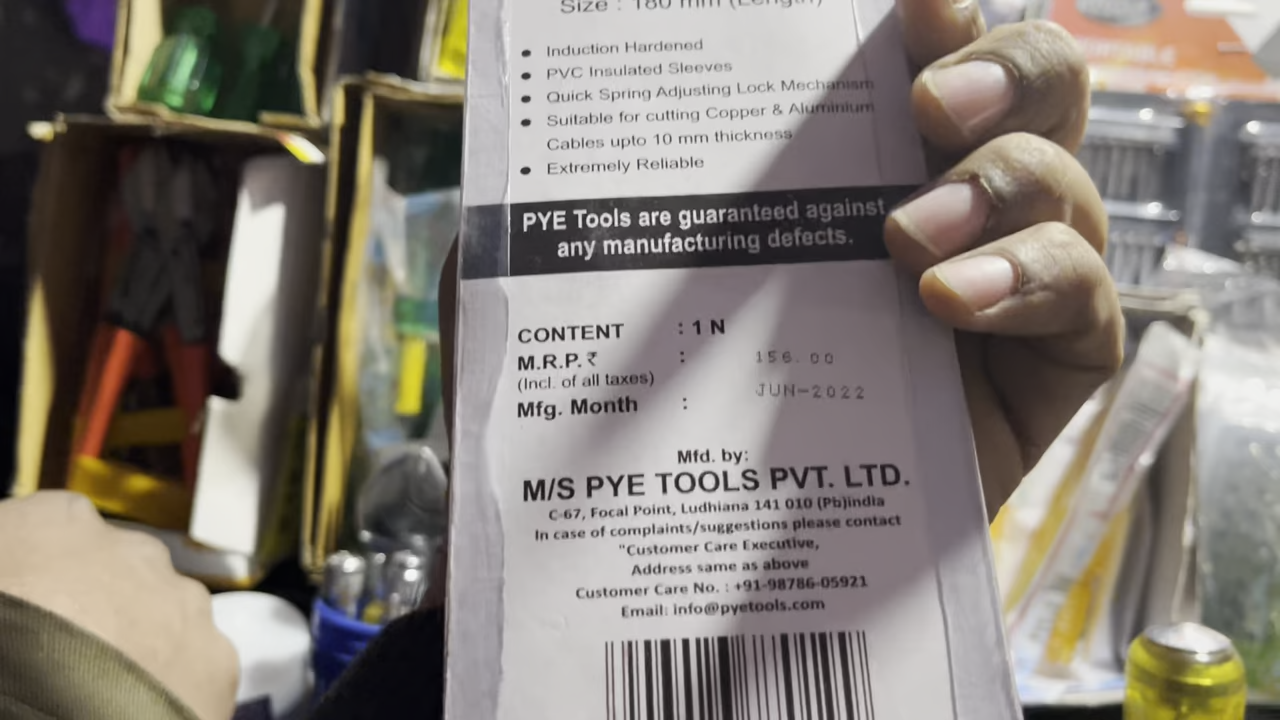 Size : 180 mm (Length)
• Induction Hardened
• PVC Insulated Sleeves
• Quick Spring Adjusting Lock Mechanism
• Suitable for cutting Copper & Aluminium
Cables upto 10 mm thickness
• Extremely Reliable
PYE Tools are guaranteed against
any manufacturing defects.
CONTENT : 1 N
M.R.P. ₹ : 156.00
(Incl. of all taxes)
Mfg. Month : JUN-2022
Mfd. by:
M/S PYE TOOLS PVT. LTD.
C-67, Focal Point, Ludhiana 141 010 (Pb)india
In case of complaints/suggestions please contact
"Customer Care Executive,
Address same as above
Customer Care No. : +91-98786-05921
Email: info@pyetools.com